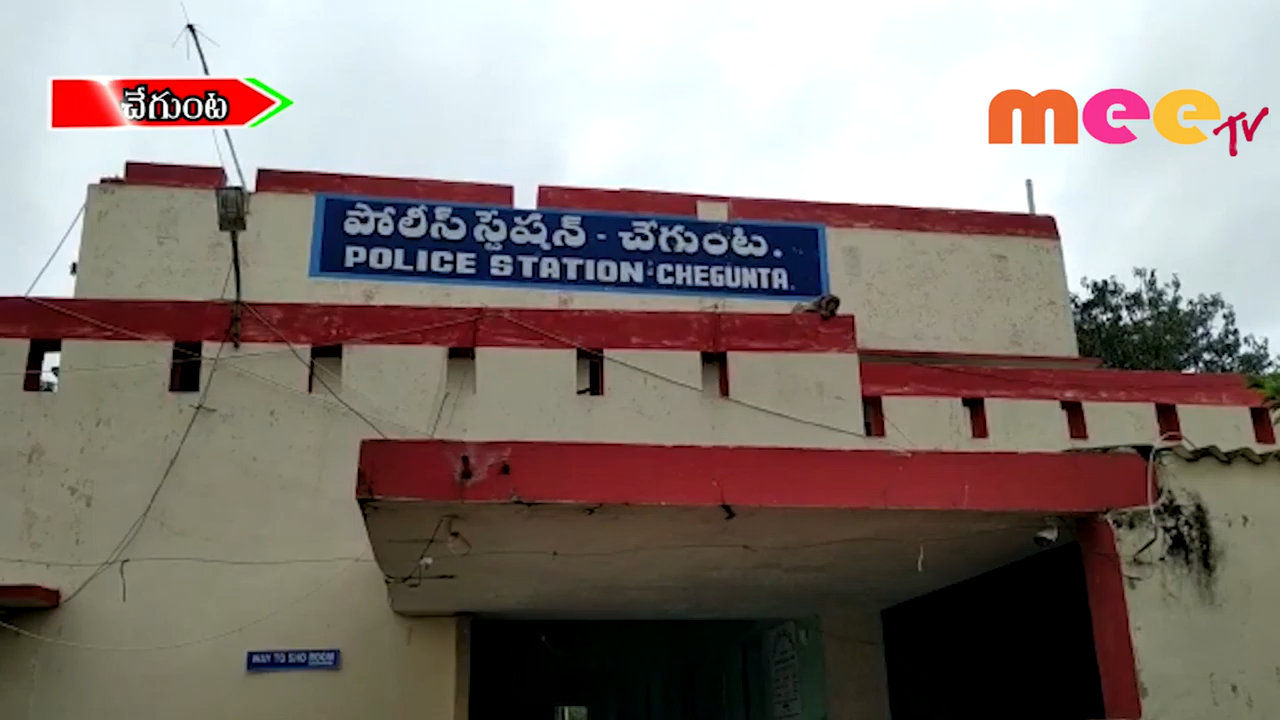 చేగుంట
mee TV
పోలీస్ స్టేషన్ - చేగుంట.
POLICE STATION-CHEGUNTA.
WAY TO SHO ROOM